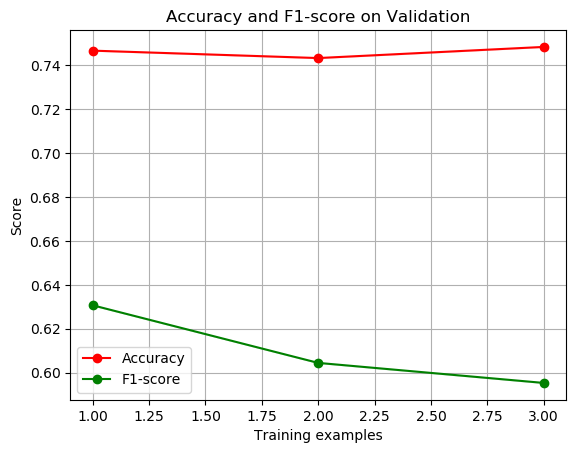 Accuracy and F1-score on Validation
Score
0.74
0.72
0.70
0.68
0.66
0.64
0.62
0.60
Accuracy
F1-score
1.00 1.25 1.50 1.75 2.00 2.25 2.50 2.75 3.00
Training examples